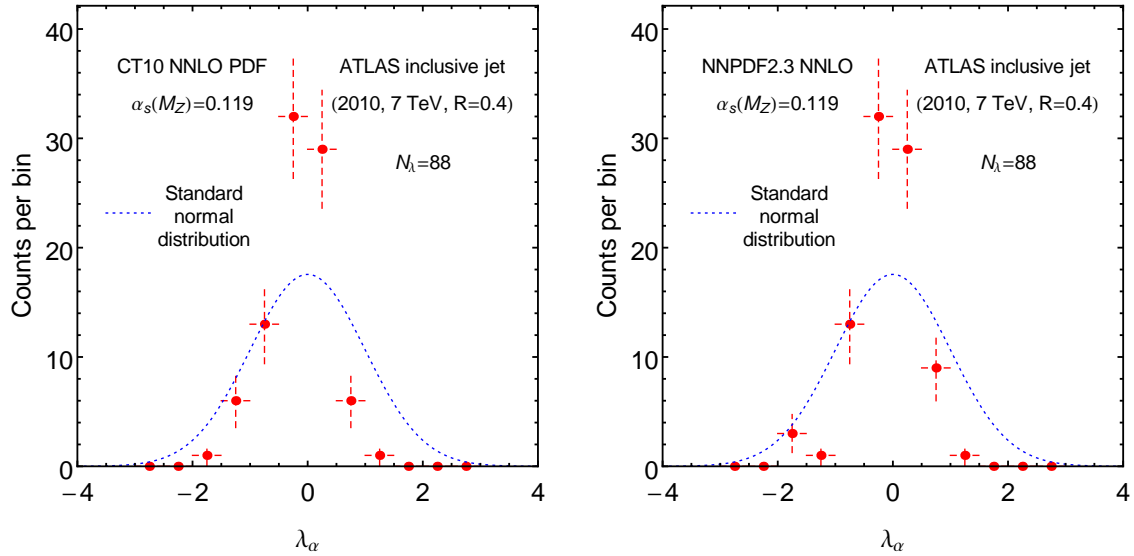 CT10 NNLO PDF
α_s(M_Z)=0.119
ATLAS inclusive jet
(2010, 7 TeV, R=0.4)
N_λ=88
Standard
normal
distribution
Counts per bin
40
30
20
10
0
−4
−2
0
2
4
λ_α
NNPDF2.3 NNLO
α_s(M_Z)=0.119
ATLAS inclusive jet
(2010, 7 TeV, R=0.4)
N_λ=88
Standard
normal
distribution
Counts per bin
40
30
20
10
0
−4
−2
0
2
4
λ_α